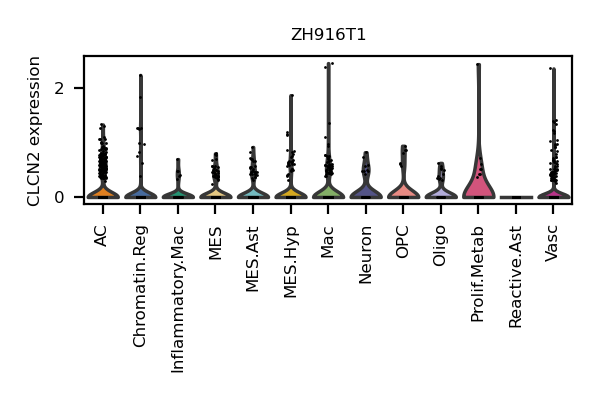 ZH916T1
CLCN2 expression
2
0
AC
Chromatin.Reg
Inflammatory.Mac
MES
MES.Ast
MES.Hyp
Mac
Neuron
OPC
Oligo
Prolif.Metab
Reactive.Ast
Vasc